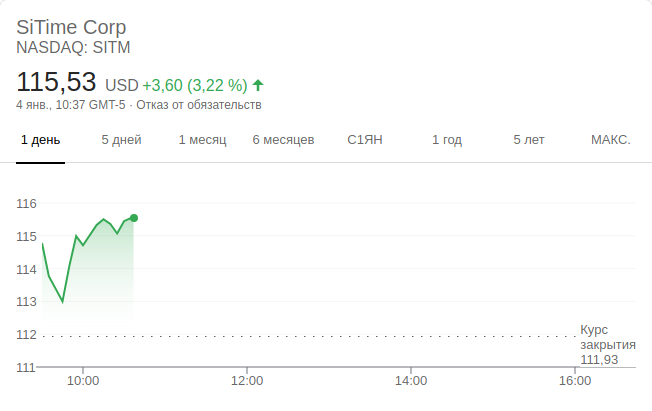 SiTime Corp
NASDAQ: SITM
115,53 USD +3,60 (3,22 %)
4 янв., 10:37 GMT-5 · Отказ от обязательств
1 день 5 дней 1 месяц 6 месяцев С1ЯН 1 год 5 лет МАКС.
116
115
114
113
112
Курс
закрытия
111,93
111
10:00 12:00 14:00 16:00